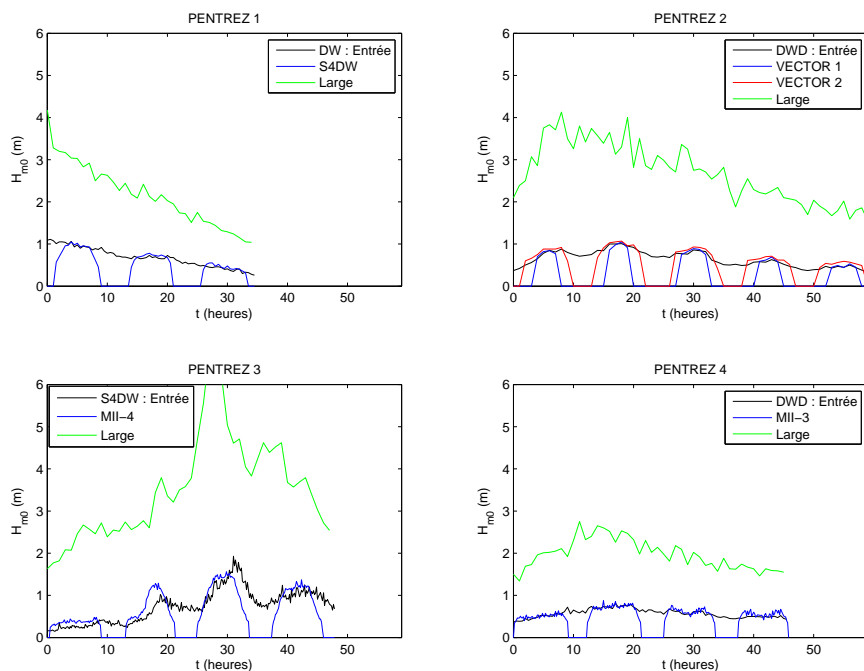 PENTREZ 1
6
5
4
3
2
1
0
0 10 20 30 40 50
H_m0 (m)
t (heures)
DW : Entrée
S4DW
Large
PENTREZ 2
6
5
4
3
2
1
0
0 10 20 30 40 50
H_m0 (m)
t (heures)
DWD : Entrée
VECTOR 1
VECTOR 2
Large
PENTREZ 3
6
5
4
3
2
1
0
0 10 20 30 40 50
H_m0 (m)
t (heures)
S4DW : Entrée
MII−4
Large
PENTREZ 4
6
5
4
3
2
1
0
0 10 20 30 40 50
H_m0 (m)
t (heures)
DWD : Entrée
MII−3
Large